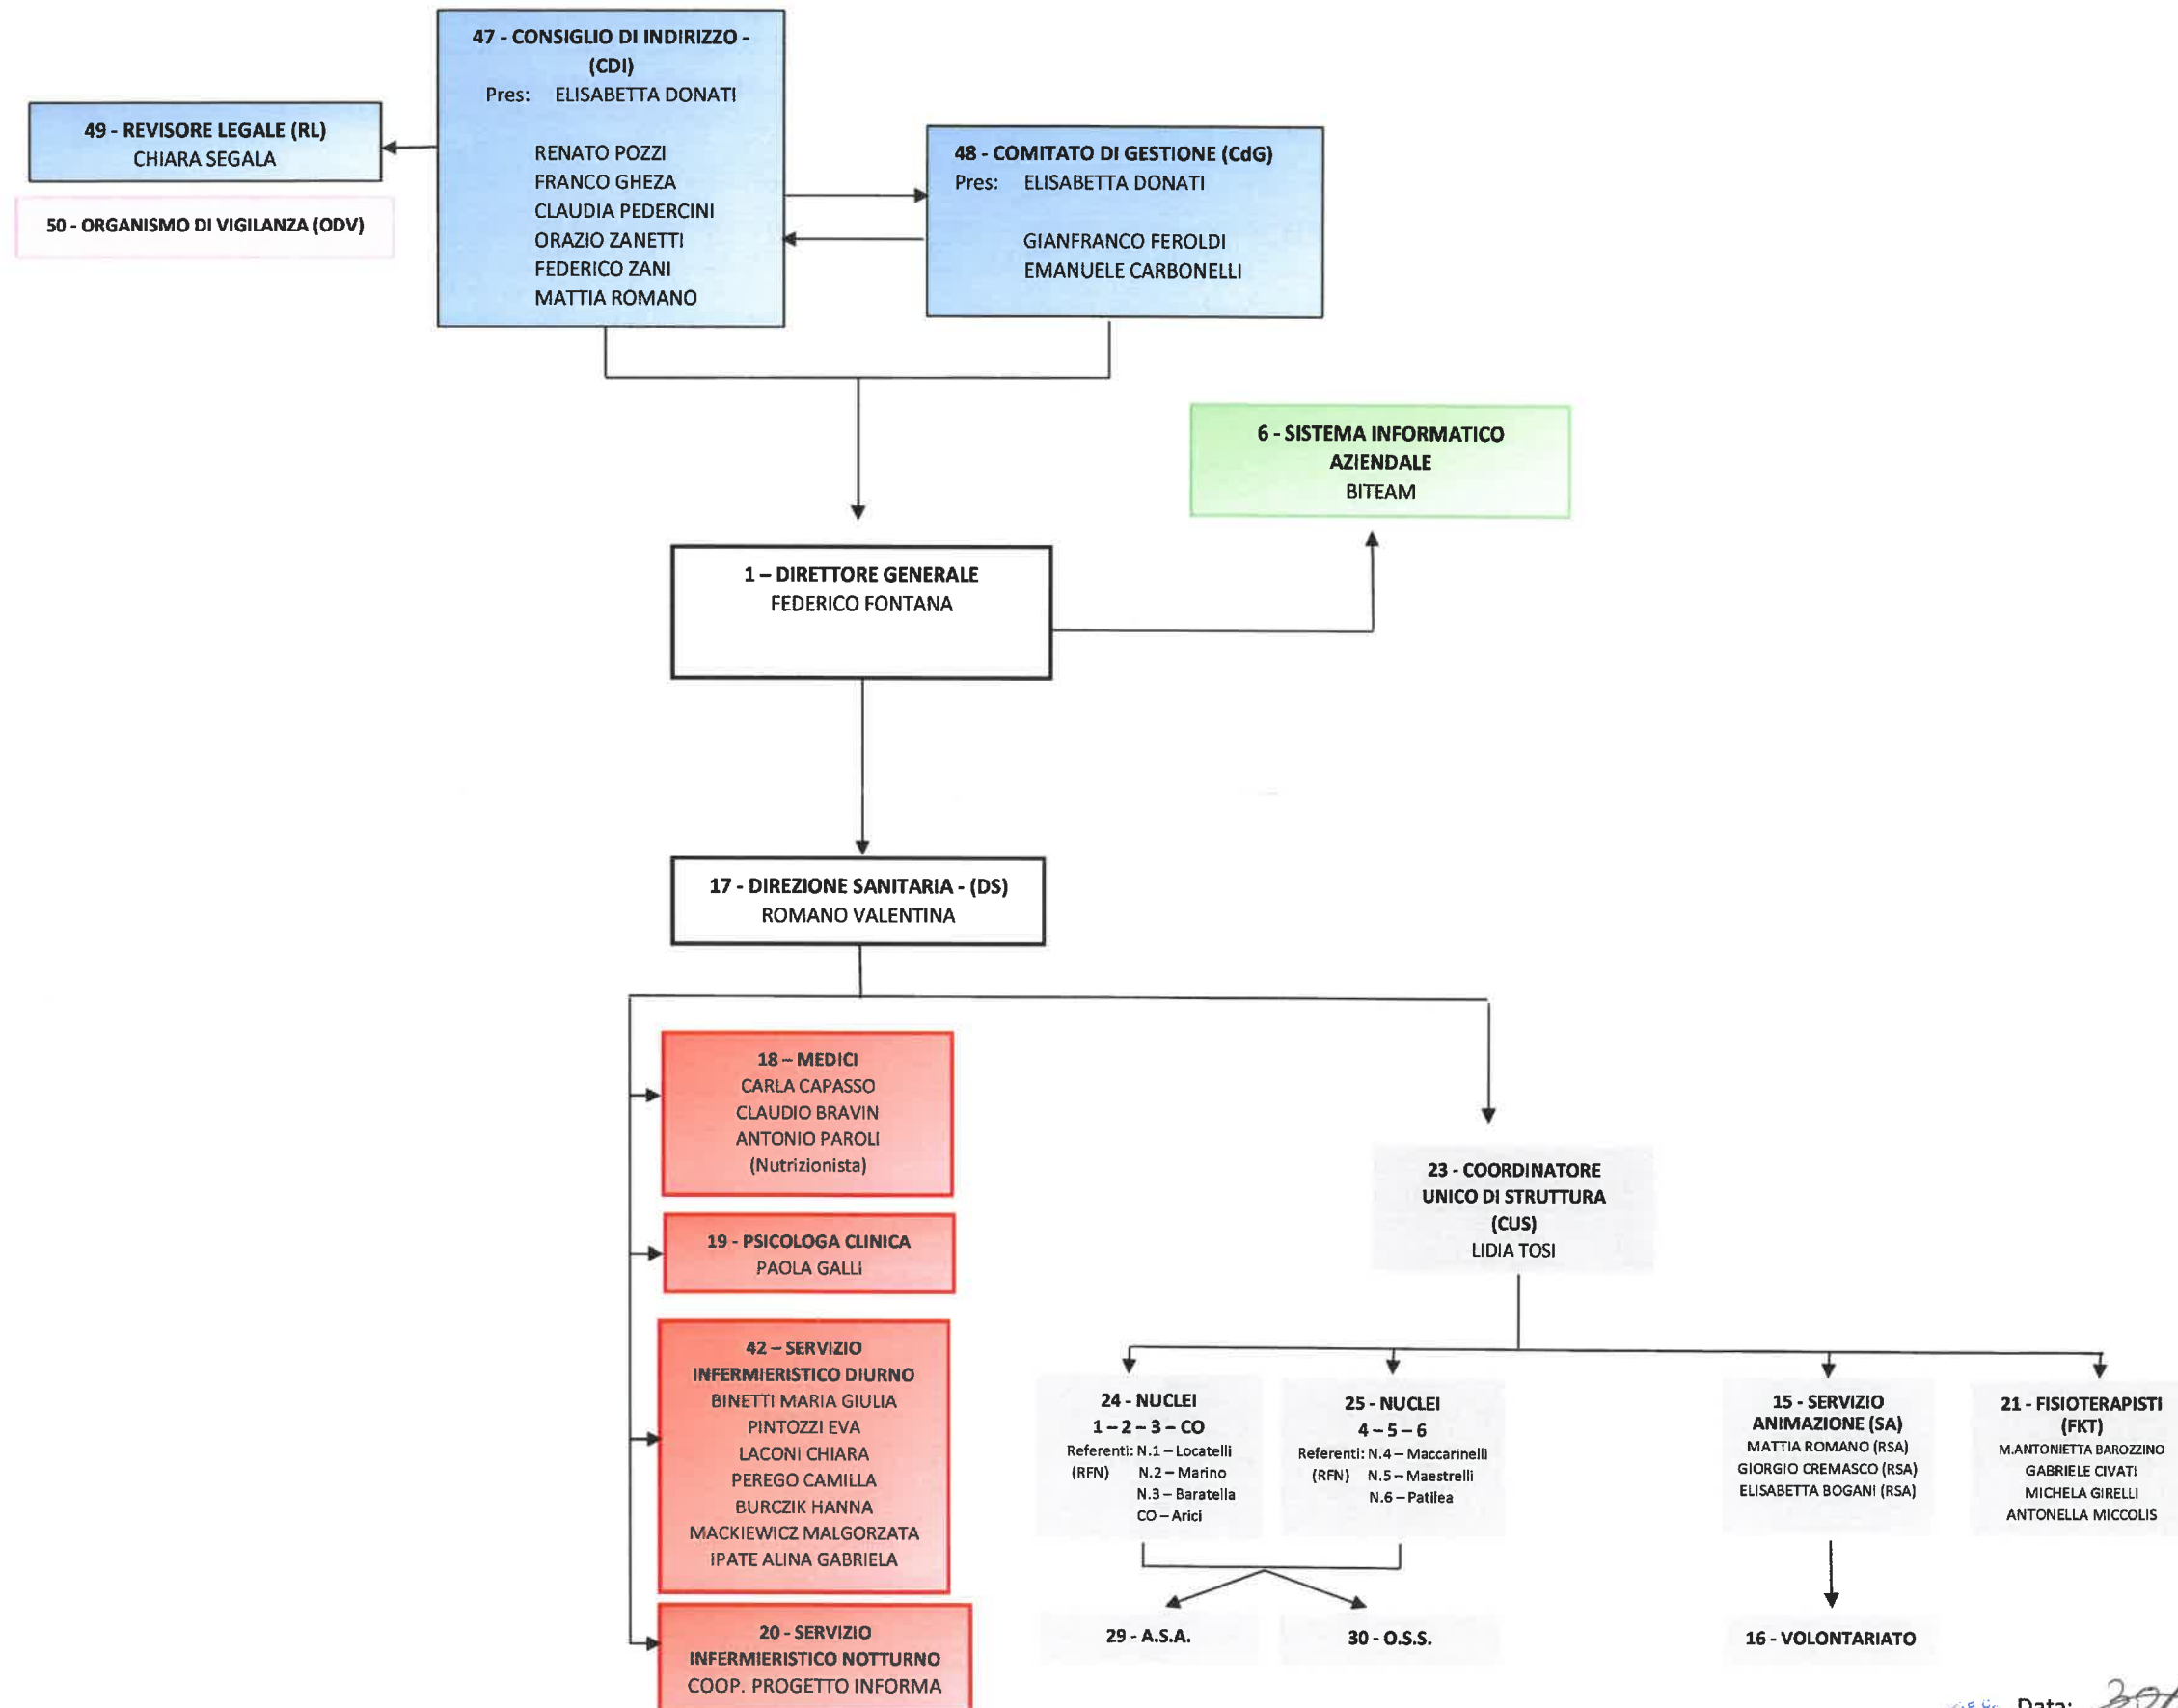 47 - CONSIGLIO DI INDIRIZZO -
(CDI)
Pres: ELISABETTA DONATI
RENATO POZZI
FRANCO GHEZA
CLAUDIA PEDERCINI
ORAZIO ZANETTI
FEDERICO ZANI
MATTIA ROMANO
49 - REVISORE LEGALE (RL)
CHIARA SEGALA
50 - ORGANISMO DI VIGILANZA (ODV)
48 - COMITATO DI GESTIONE (CdG)
Pres: ELISABETTA DONATI
GIANFRANCO FEROLDI
EMANUELE CARBONELLI
6 - SISTEMA INFORMATICO
AZIENDALE
BITEAM
1 – DIRETTORE GENERALE
FEDERICO FONTANA
17 - DIREZIONE SANITARIA - (DS)
ROMANO VALENTINA
18 – MEDICI
CARLA CAPASSO
CLAUDIO BRAVIN
ANTONIO PAROLI
(Nutrizionista)
19 - PSICOLOGA CLINICA
PAOLA GALLI
42 – SERVIZIO
INFERMIERISTICO DIURNO
BINETTI MARIA GIULIA
PINTOZZI EVA
LACONI CHIARA
PEREGO CAMILLA
BURCZIK HANNA
MACKIEWICZ MALGORZATA
IPATE ALINA GABRIELA
20 - SERVIZIO
INFERMIERISTICO NOTTURNO
COOP. PROGETTO INFORMA
23 - COORDINATORE
UNICO DI STRUTTURA
(CUS)
LIDIA TOSI
24 - NUCLEI
1 – 2 – 3 – CO
Referenti: N.1 – Locatelli
(RFN) N.2 – Marino
N.3 – Baratella
CO – Arici
25 - NUCLEI
4 – 5 – 6
Referenti: N.4 – Maccarinelli
(RFN) N.5 – Maestrelli
N.6 – Patilea
15 - SERVIZIO
ANIMAZIONE (SA)
MATTIA ROMANO (RSA)
GIORGIO CREMASCO (RSA)
ELISABETTA BOGANI (RSA)
21 - FISIOTERAPISTI
(FKT)
M.ANTONIETTA BAROZZINO
GABRIELE CIVATI
MICHELA GIRELLI
ANTONELLA MICCOLIS
29 - A.S.A.
30 - O.S.S.
16 - VOLONTARIATO
Data: